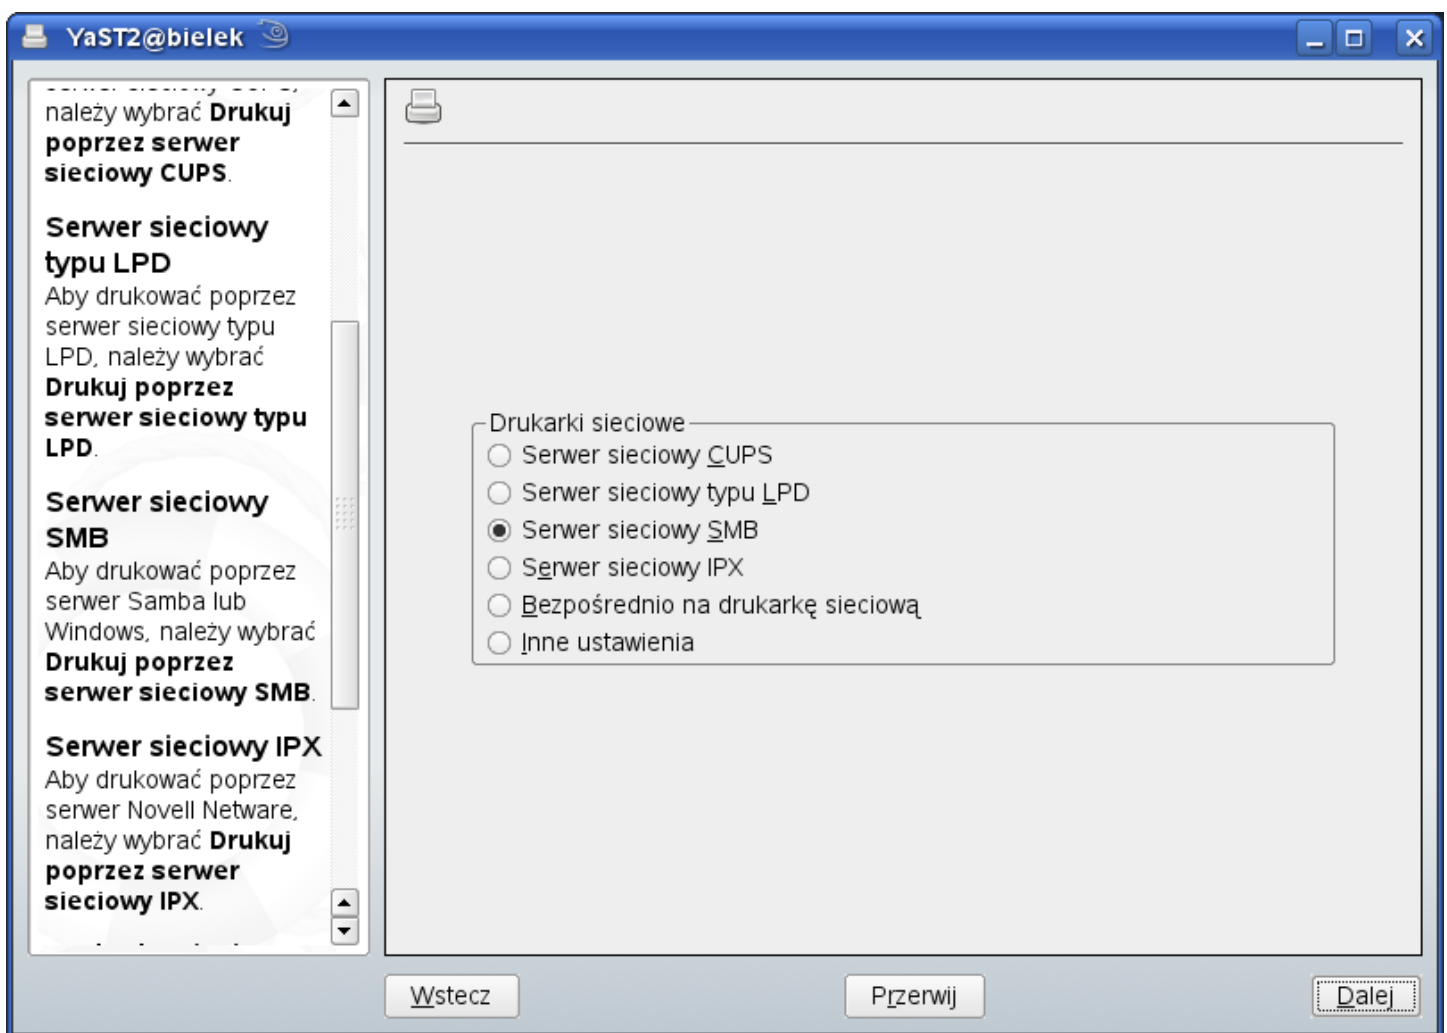 YaST2@bielek
należy wybrać Drukuj
poprzez serwer
sieciowy CUPS.
Serwer sieciowy
typu LPD
Aby drukować poprzez
serwer sieciowy typu
LPD, należy wybrać
Drukuj poprzez
serwer sieciowy typu
LPD.
Serwer sieciowy
SMB
Aby drukować poprzez
serwer Samba lub
Windows, należy wybrać
Drukuj poprzez
serwer sieciowy SMB.
Serwer sieciowy IPX
Aby drukować poprzez
serwer Novell Netware,
należy wybrać Drukuj
poprzez serwer
sieciowy IPX.
Drukarki sieciowe
Serwer sieciowy CUPS
Serwer sieciowy typu LPD
Serwer sieciowy SMB
Serwer sieciowy IPX
Bezpośrednio na drukarkę sieciową
Inne ustawienia
Wstecz
Przerwij
Dalej